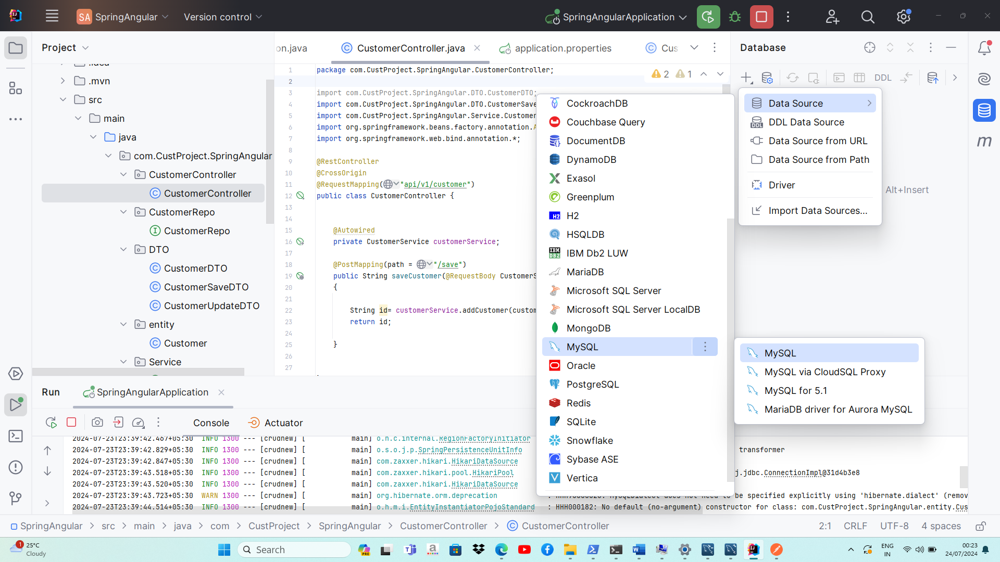 SA SpringAngular
Version control
SpringAngularApplication
Project
.idea
.mvn
src
main
java
com.CustProject.SpringAngular
CustomerController
CustomerController
CustomerRepo
CustomerRepo
DTO
CustomerDTO
CustomerSaveDTO
CustomerUpdateDTO
entity
Customer
Service
on.java
CustomerController.java
application.properties
Cus
2 1
1 package com.CustProject.SpringAngular.CustomerController;
2
3 import com.CustProject.SpringAngular.DTO.CustomerDTO;
4 import com.CustProject.SpringAngular.DTO.CustomerSave
5 import com.CustProject.SpringAngular.Service.Customer
6 import org.springframework.beans.factory.annotation.A
7 import org.springframework.web.bind.annotation.*;
8
9 @RestController
10 @CrossOrigin
11 @RequestMapping("api/v1/customer")
12 public class CustomerController {
13
14
15 @Autowired
16 private CustomerService customerService;
17
18 @PostMapping(path = "/save")
19 public String saveCustomer(@RequestBody CustomerS
20 {
21
22 String id= customerService.addCustomer(custom
23 return id;
24
25 }
26
27
CockroachDB
Couchbase Query
DocumentDB
DynamoDB
Exasol
Greenplum
H2 H2
HSQLDB
IBM DB2 IBM Db2 LUW
MariaDB
Microsoft SQL Server
Microsoft SQL Server LocalDB
MongoDB
MySQL
Oracle
PostgreSQL
Redis
SQLite
Snowflake
Sybase ASE
Vertica
Database
DDL
Data Source
DDL DDL Data Source
Data Source from URL
Data Source from Path
Driver
Import Data Sources...
Alt+Insert
m
MySQL
MySQL via CloudSQL Proxy
MySQL for 5.1
MariaDB driver for Aurora MySQL
Run
SpringAngularApplication
Console
Actuator
2024-07-23T23:39:42.467+05:30 INFO 1300 --- [crudnew] [ main] o.h.c.internal.RegionFactoryInitiator
2024-07-23T23:39:42.829+05:30 INFO 1300 --- [crudnew] [ main] o.s.o.j.p.SpringPersistenceUnitInfo transformer
2024-07-23T23:39:42.847+05:30 INFO 1300 --- [crudnew] [ main] com.zaxxer.hikari.HikariDataSource
2024-07-23T23:39:43.518+05:30 INFO 1300 --- [crudnew] [ main] com.zaxxer.hikari.pool.HikariPool j.jdbc.ConnectionImpl@31d4b3e8
2024-07-23T23:39:43.520+05:30 INFO 1300 --- [crudnew] [ main] com.zaxxer.hikari.HikariDataSource
2024-07-23T23:39:43.723+05:30 WARN 1300 --- [crudnew] [ main] org.hibernate.orm.deprecation : HHH90000025: MySQLDialect does not need to be specified explicitly using 'hibernate.dialect' (remov
2024-07-23T23:39:44.514+05:30 INFO 1300 --- [crudnew] [ main] o.h.m.i.EntityInstantiatorPojoStandard : HHH000182: No default (no-argument) constructor for class: com.CustProject.SpringAngular.entity.Cus
SpringAngular > src > main > java > com > CustProject > SpringAngular > CustomerController > CustomerController
2:1 CRLF UTF-8 4 spaces
1
25°C
Cloudy
Search
PRE
ENG
IN
00:23
24/07/2024